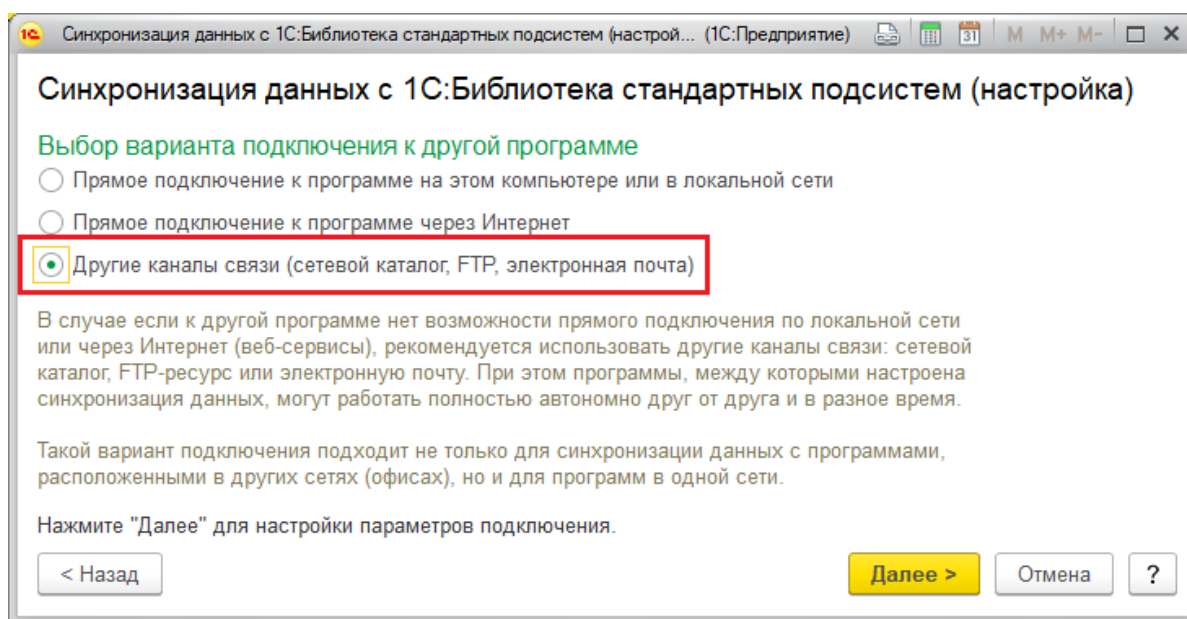 1С Синхронизация данных с 1С:Библиотека стандартных подсистем (настрой... (1С:Предприятие) 31 M M+ M-
Синхронизация данных с 1С:Библиотека стандартных подсистем (настройка)
Выбор варианта подключения к другой программе
Прямое подключение к программе на этом компьютере или в локальной сети
Прямое подключение к программе через Интернет
Другие каналы связи (сетевой каталог, FTP, электронная почта)
В случае если к другой программе нет возможности прямого подключения по локальной сети
или через Интернет (веб-сервисы), рекомендуется использовать другие каналы связи: сетевой
каталог, FTP-ресурс или электронную почту. При этом программы, между которыми настроена
синхронизация данных, могут работать полностью автономно друг от друга и в разное время.
Такой вариант подключения подходит не только для синхронизации данных с программами,
расположенными в других сетях (офисах), но и для программ в одной сети.
Нажмите "Далее" для настройки параметров подключения.
< Назад Далее > Отмена ?